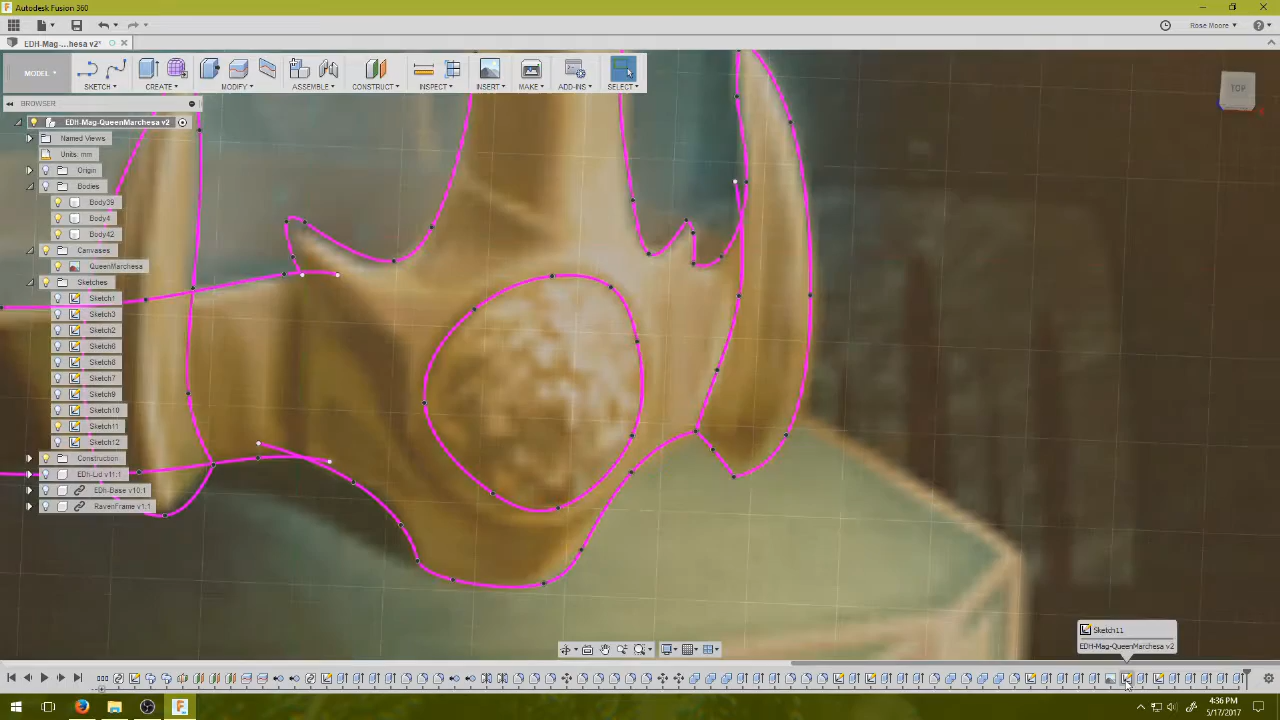 Autodesk Fusion 360
Rose Moore
EDH-Mag-...hesa v2*
MODEL
SKETCH
CREATE
MODIFY
ASSEMBLE
CONSTRUCT
INSPECT
INSERT
MAKE
ADD-INS
SELECT
TOP
BROWSER
EDH-Mag-QueenMarchesa v2
Named Views
Units: mm
Origin
Bodies
Body39
Body4
Body42
Canvases
QueenMarchesa
Sketches
Sketch1
Sketch3
Sketch2
Sketch6
Sketch8
Sketch7
Sketch9
Sketch10
Sketch11
Sketch12
Construction
EDh-Lid v11:1
EDh-Base v10:1
RavenFrame v1:1
Sketch11
EDH-Mag-QueenMarchesa v2
4:36 PM
5/17/2017